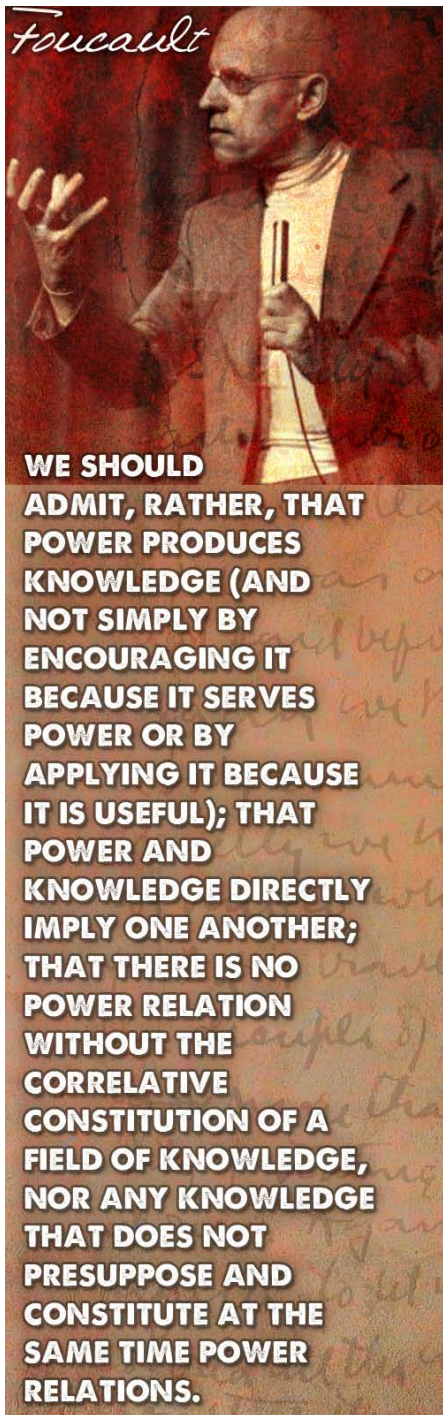 Foucault
WE SHOULD
ADMIT, RATHER, THAT
POWER PRODUCES
KNOWLEDGE (AND
NOT SIMPLY BY
ENCOURAGING IT
BECAUSE IT SERVES
POWER OR BY
APPLYING IT BECAUSE
IT IS USEFUL); THAT
POWER AND
KNOWLEDGE DIRECTLY
IMPLY ONE ANOTHER;
THAT THERE IS NO
POWER RELATION
WITHOUT THE
CORRELATIVE
CONSTITUTION OF A
FIELD OF KNOWLEDGE,
NOR ANY KNOWLEDGE
THAT DOES NOT
PRESUPPOSE AND
CONSTITUTE AT THE
SAME TIME POWER
RELATIONS.